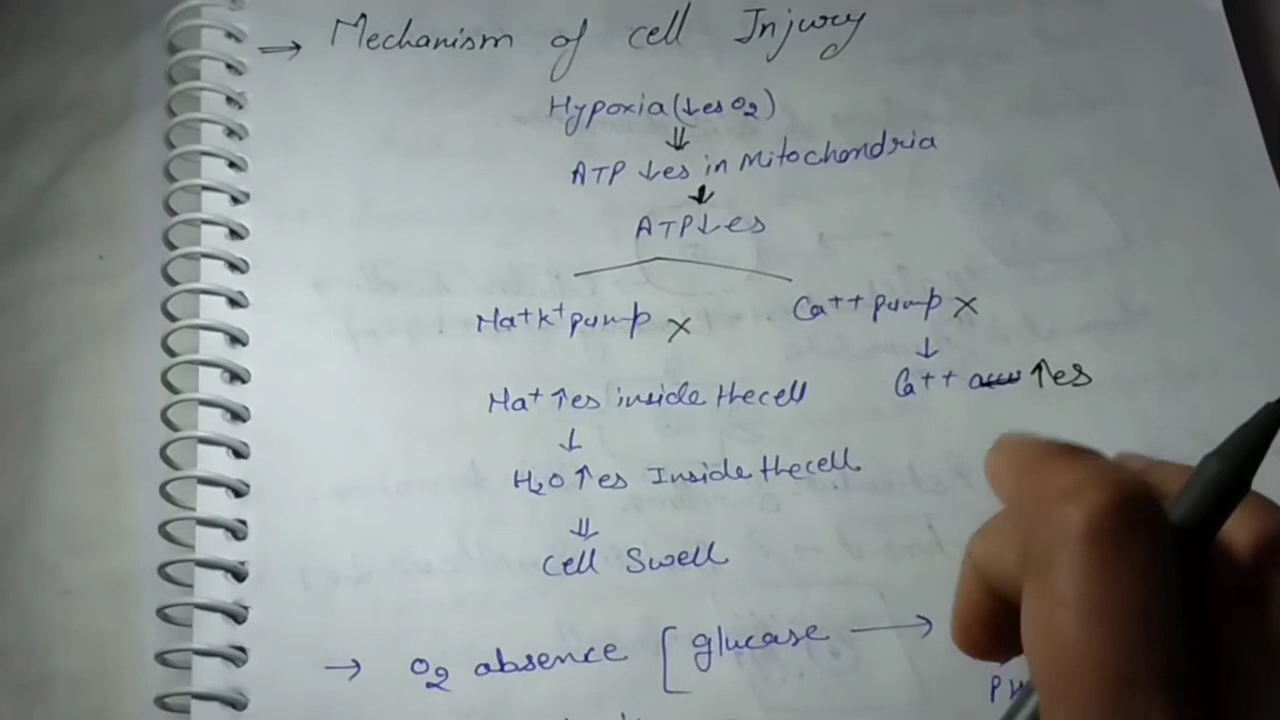 → Mechanism of cell Injury
Hypoxia (↓es O2)
⇓
ATP ↓es in Mitochondria
↓
ATP↓es
Na+K+ pump × Ca++ pump ×
↓
Na+ ↑es inside the cell Ca++ ↑es
↓
H2O ↑es Inside the cell
⇓
Cell Swell
→ O2 absence [ glucase →